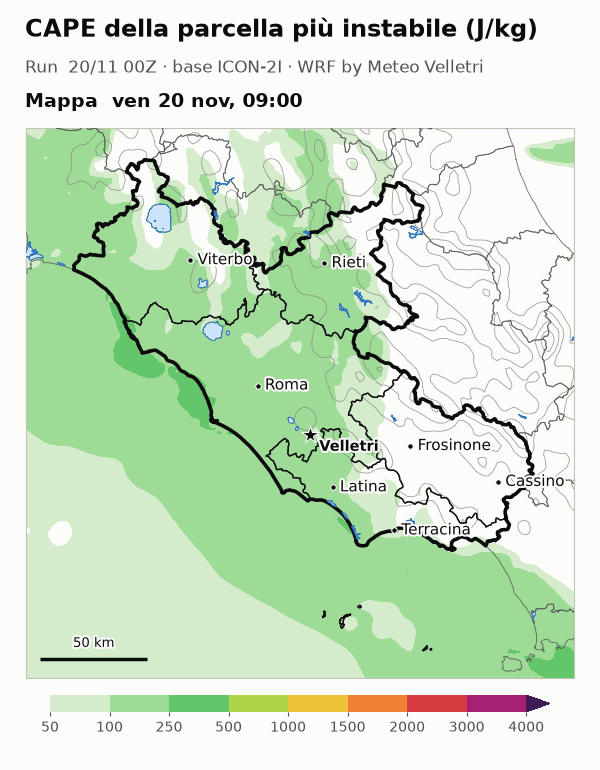 CAPE della parcella più instabile (J/kg)
Run  20/11 00Z · base ICON-2I · WRF by Meteo Velletri
Mappa  ven 20 nov, 09:00
Viterbo
Rieti
Roma
Velletri
Frosinone
Latina
Cassino
Terracina
50 km
50 100 250 500 1000 1500 2000 3000 4000